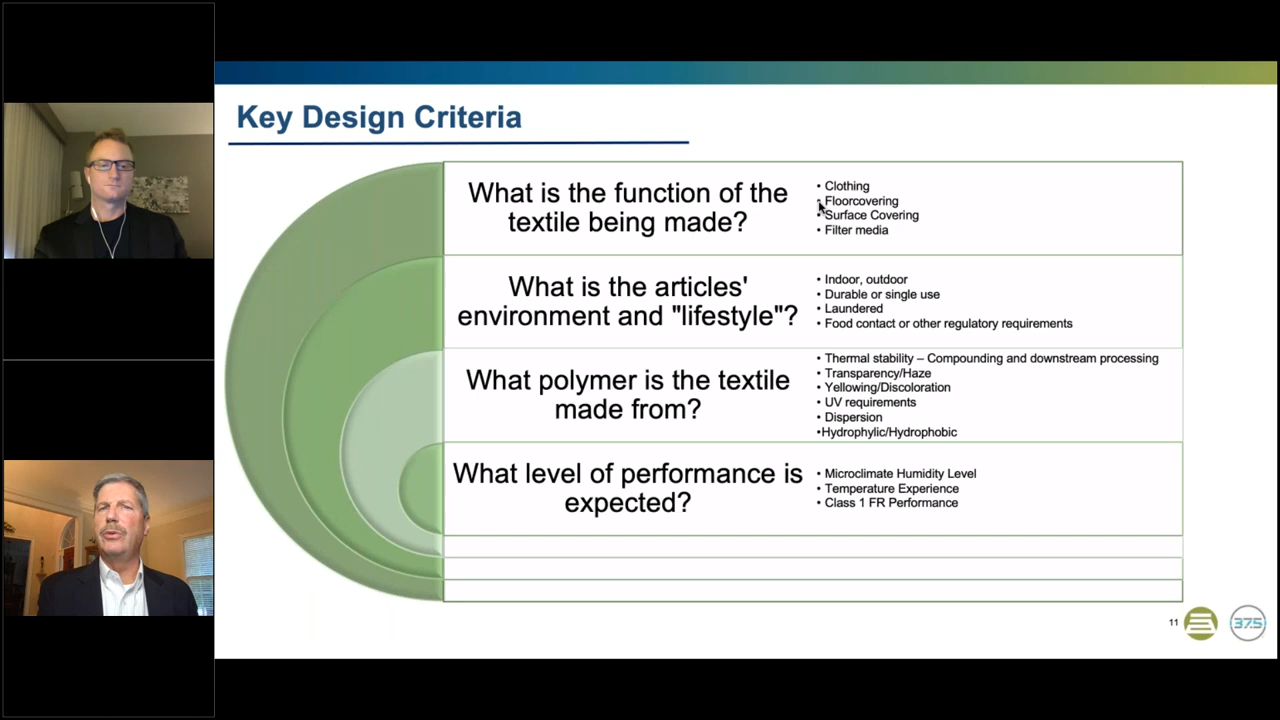 Key Design Criteria
What is the function of the
textile being made?
• Clothing
• Floorcovering
• Surface Covering
• Filter media
What is the articles'
environment and "lifestyle"?
• Indoor, outdoor
• Durable or single use
• Laundered
• Food contact or other regulatory requirements
What polymer is the textile
made from?
• Thermal stability – Compounding and downstream processing
• Transparency/Haze
• Yellowing/Discoloration
• UV requirements
• Dispersion
•Hydrophylic/Hydrophobic
What level of performance is
expected?
• Microclimate Humidity Level
• Temperature Experience
• Class 1 FR Performance
11
37.5